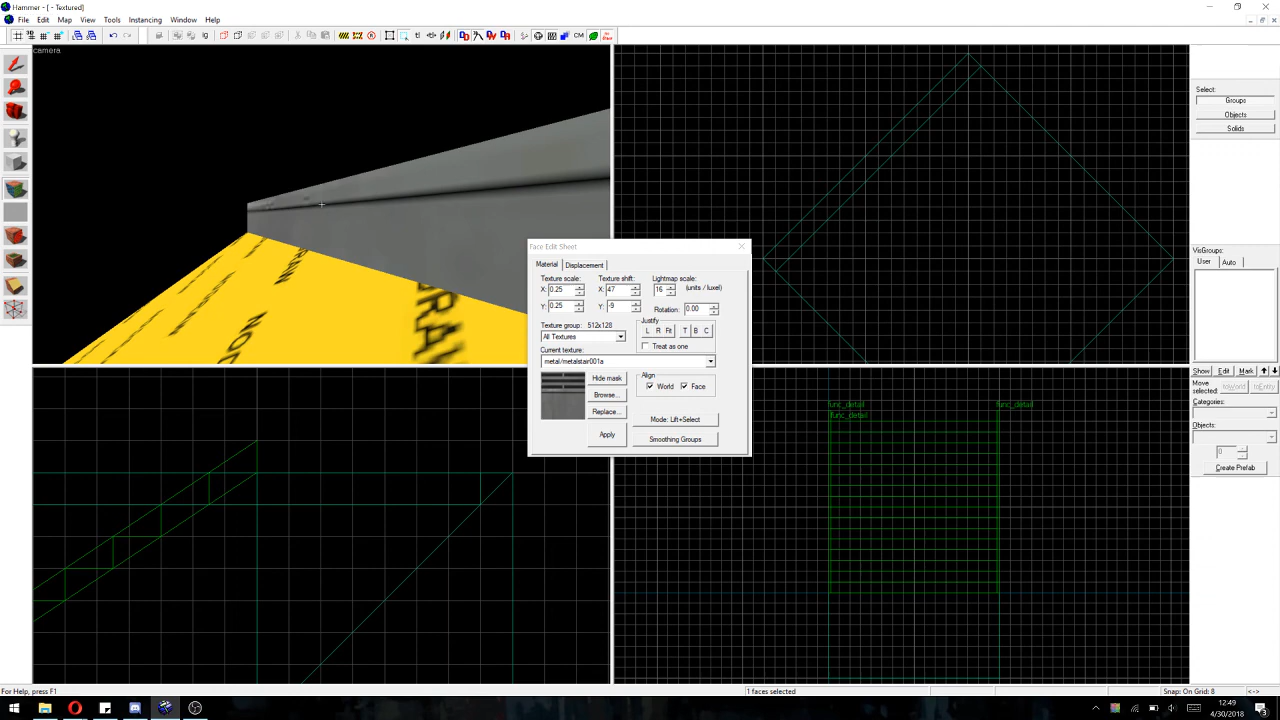 Hammer - [ - Textured]
File Edit Map View Tools Instancing Window Help
camera
Face Edit Sheet
Material Displacement
Texture scale: Texture shift: Lightmap scale:
X: 0.25 X: 47 16 (units / luxel)
Y: 0.25 Y: -9 Rotation: 0.00
Texture group: 512x128
All Textures
Justify
L R Fit T B C
Treat as one
Current texture:
metal/metalstair001a
Hide mask
Browse...
Replace...
Apply
Align
World Face
Mode: Lift+Select
Smoothing Groups
func_detail
func_detail
func_detail
Select:
Groups
Objects
Solids
VisGroups:
User Auto
Show Edit Mark
Move selected: toWorld toEntity
Categories:
Objects:
0
Create Prefab
For Help, press F1
1 faces selected
Snap: On Grid: 8 <->
12:49
4/30/2018